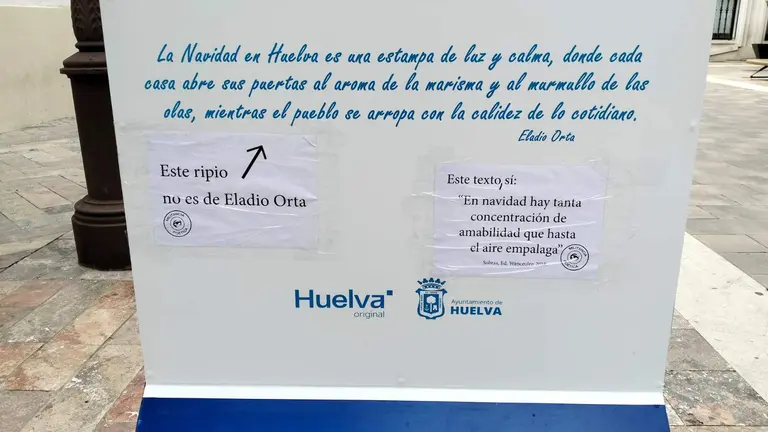 La Navidad en Huelva es una estampa de luz y calma, donde cada
casa abre sus puertas al aroma de la marisma y al murmullo de las
olas, mientras el pueblo se arropa con la calidez de lo cotidiano.
Eladio Orta
Este ripio
no es de Eladio Orta
Este texto, sí:
"En navidad hay tanta
concentración de
amabilidad que hasta
el aire empalaga"
Huelva
original
Ayuntamiento de
HUELVA